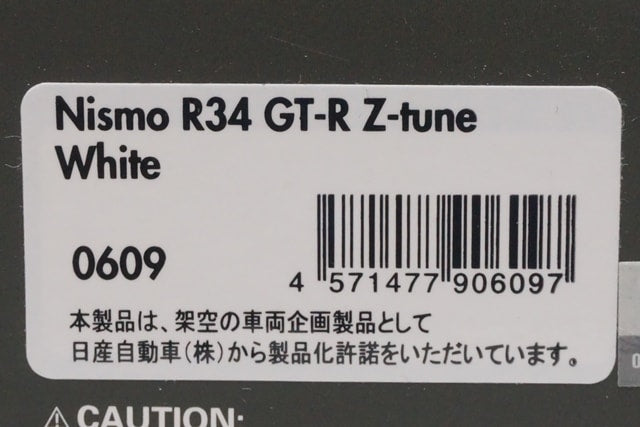 Nismo R34 GT-R Z-tune
White
0609
4 571477 906097
本製品は、架空の車両企画製品として
日産自動車(株)から製品化許諾をいただいています。
⚠ CAUTION:
0